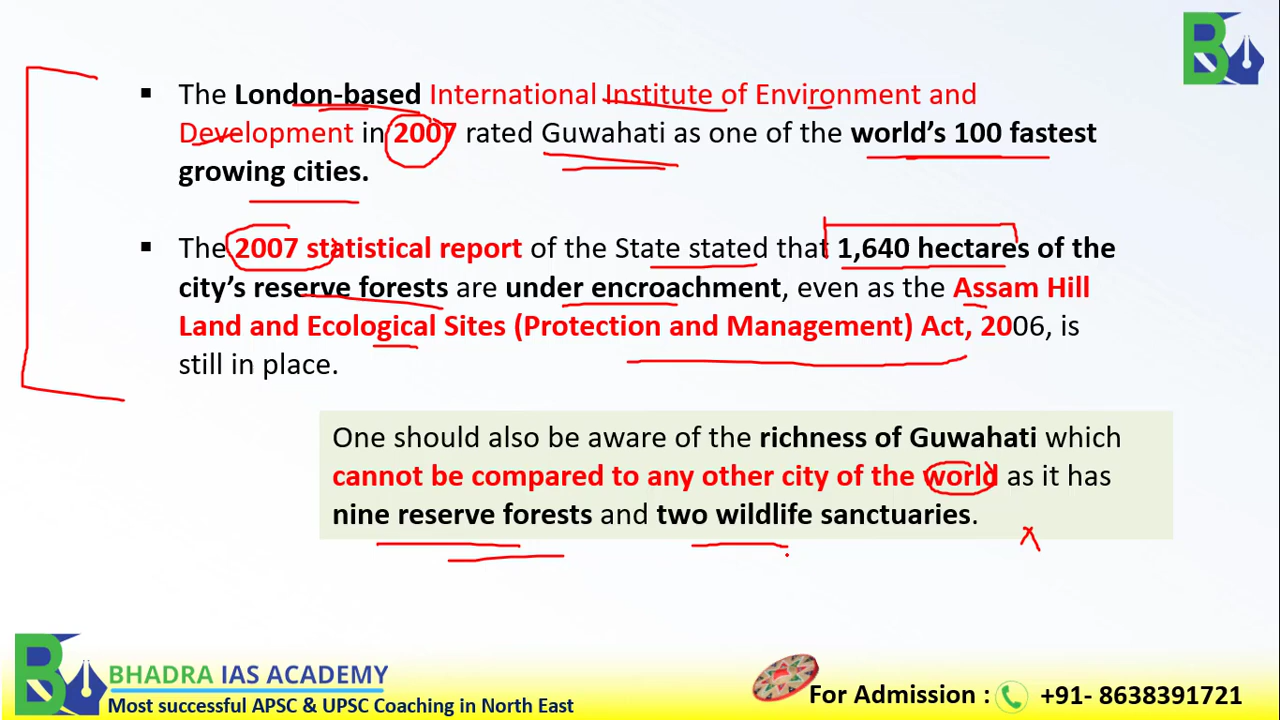 The London-based International Institute of Environment and
Development in 2007 rated Guwahati as one of the world's 100 fastest
growing cities.
The 2007 statistical report of the State stated that 1,640 hectares of the
city's reserve forests are under encroachment, even as the Assam Hill
Land and Ecological Sites (Protection and Management) Act, 2006, is
still in place.
One should also be aware of the richness of Guwahati which
cannot be compared to any other city of the world as it has
nine reserve forests and two wildlife sanctuaries.
BHADRA IAS ACADEMY
Most successful APSC & UPSC Coaching in North East
For Admission : +91- 8638391721